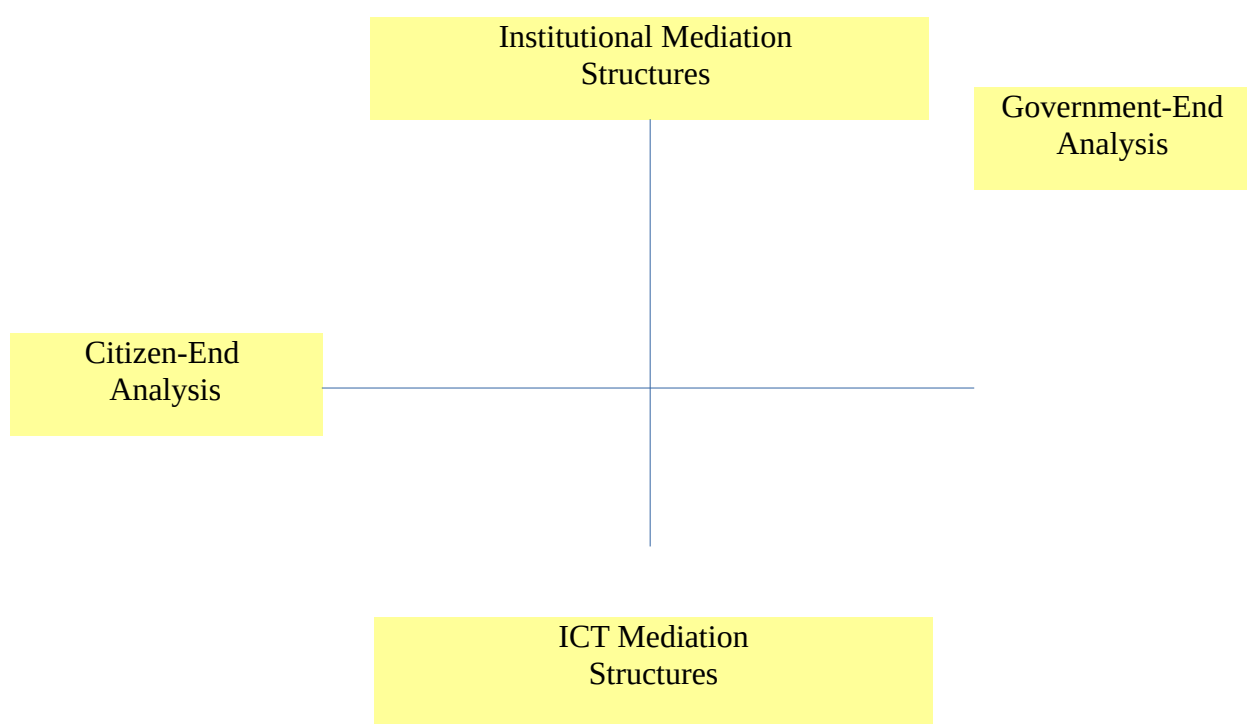 Institutional Mediation
Structures
Government-End
Analysis
Citizen-End
Analysis
ICT Mediation
Structures